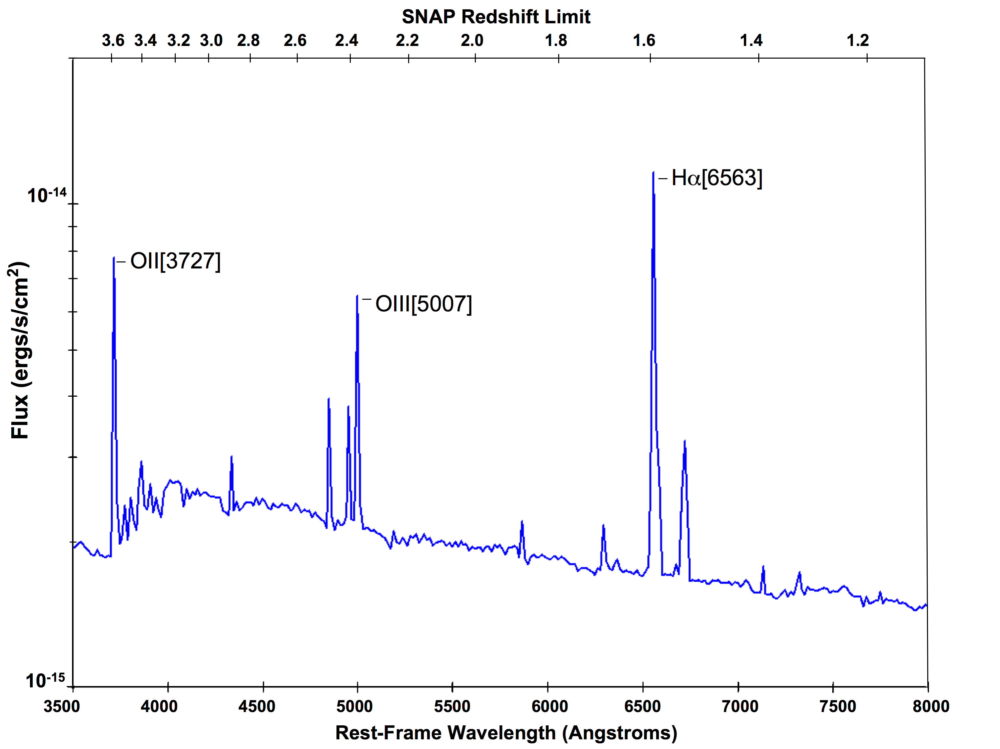 SNAP Redshift Limit
3.6 3.4 3.2 3.0 2.8 2.6 2.4 2.2 2.0 1.8 1.6 1.4 1.2
Hα[6563]
10-14
OII[3727]
OIII[5007]
Flux (ergs/s/cm2)
10-15
3500 4000 4500 5000 5500 6000 6500 7000 7500 8000
Rest-Frame Wavelength (Angstroms)